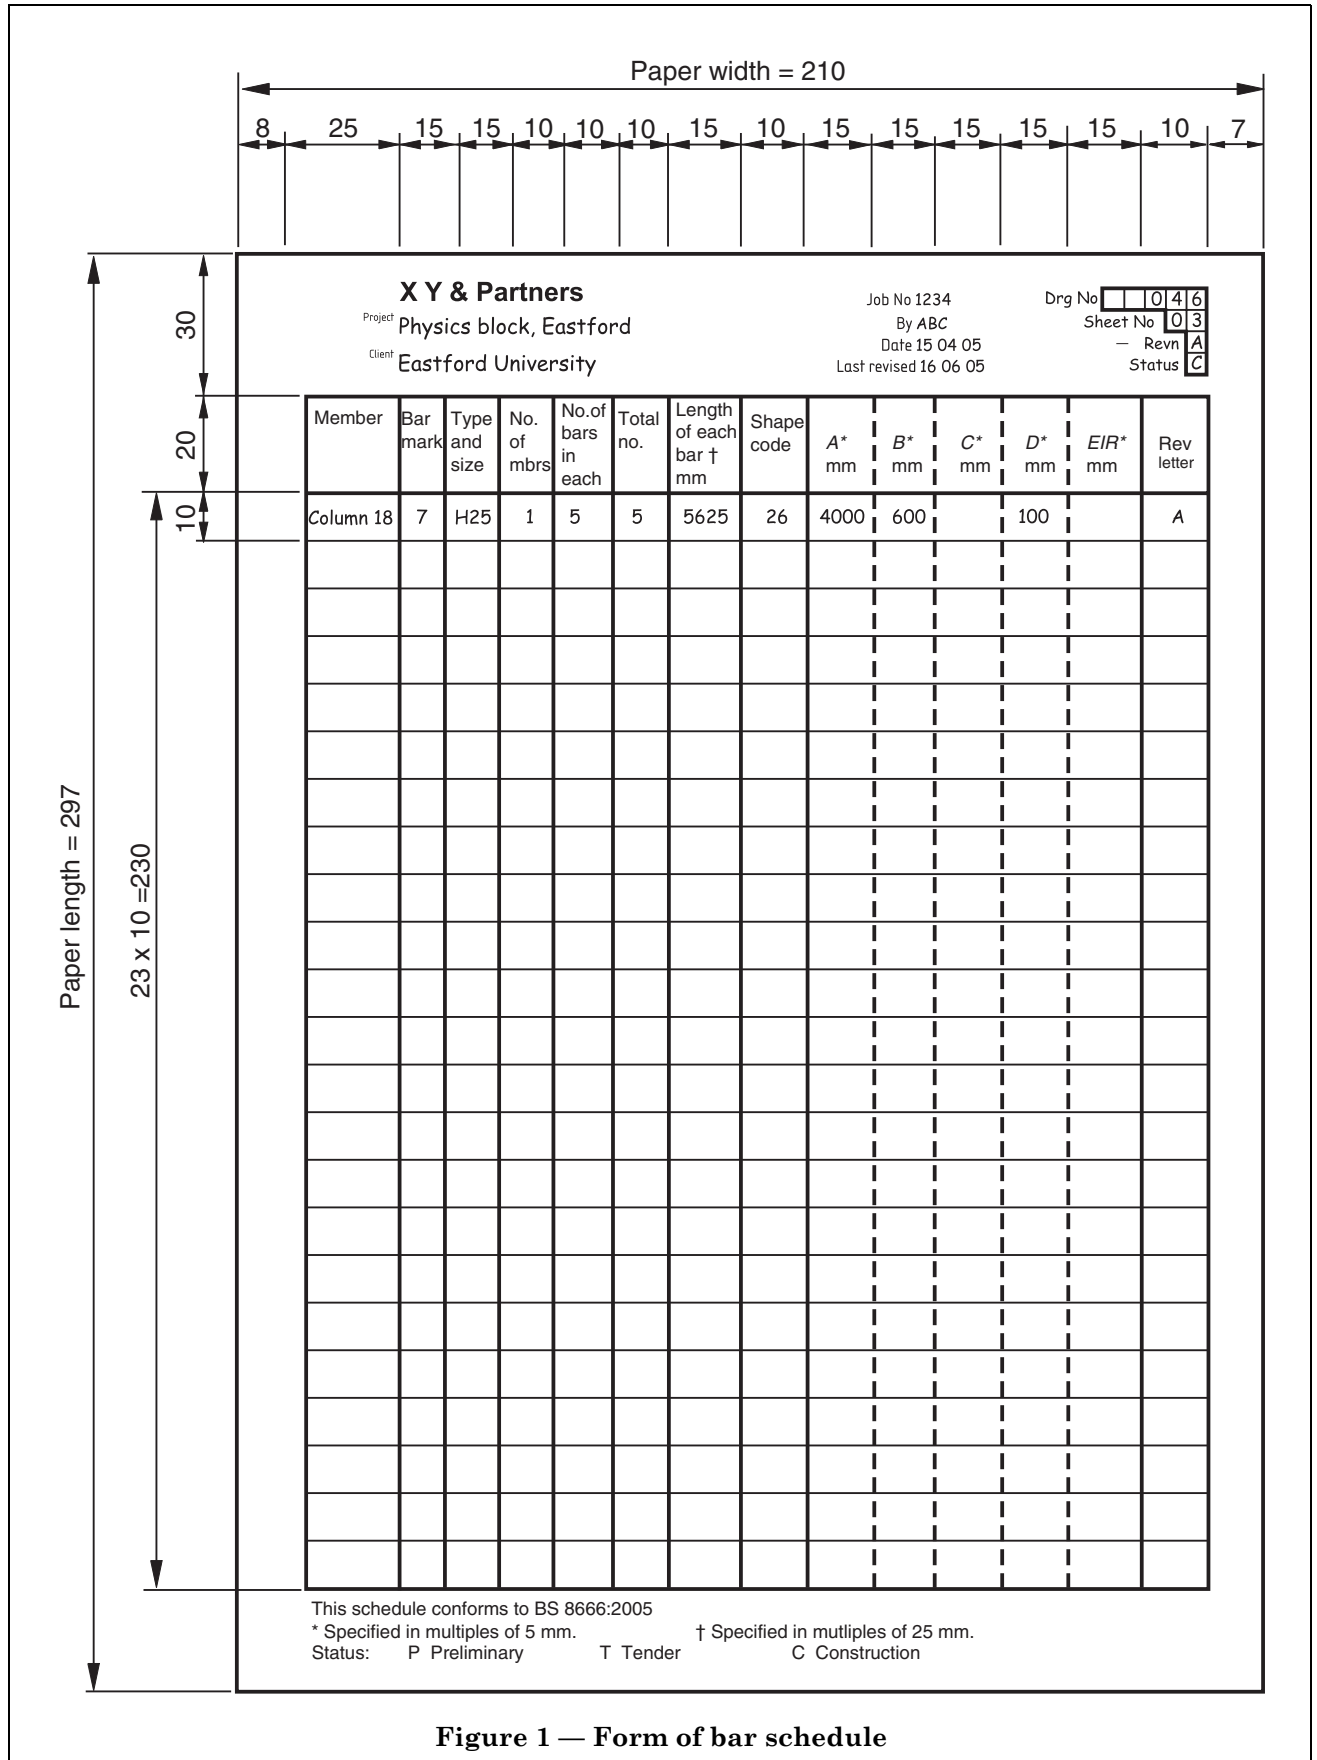 Paper width = 210
8 25 15 15 10 10 10 15 10 15 15 15 15 15 10 7
X Y & Partners
Project Physics block, Eastford
Client Eastford University
Job No 1234
By ABC
Date 15 04 05
Last revised 16 06 05
Drg No 0 4 6
Sheet No 0 3
– Revn A
Status C
30
20
10
Paper length = 297
23 x 10 =230
Member
Bar
mark
Type
and
size
No.
of
mbrs
No.of
bars
in
each
Total
no.
Length
of each
bar †
mm
Shape
code
A*
mm
B*
mm
C*
mm
D*
mm
EIR*
mm
Rev
letter
Column 18 7 H25 1 5 5 5625 26 4000 600 100 A
This schedule conforms to BS 8666:2005
* Specified in multiples of 5 mm. † Specified in mutliples of 25 mm.
Status: P Preliminary T Tender C Construction
Figure 1 — Form of bar schedule